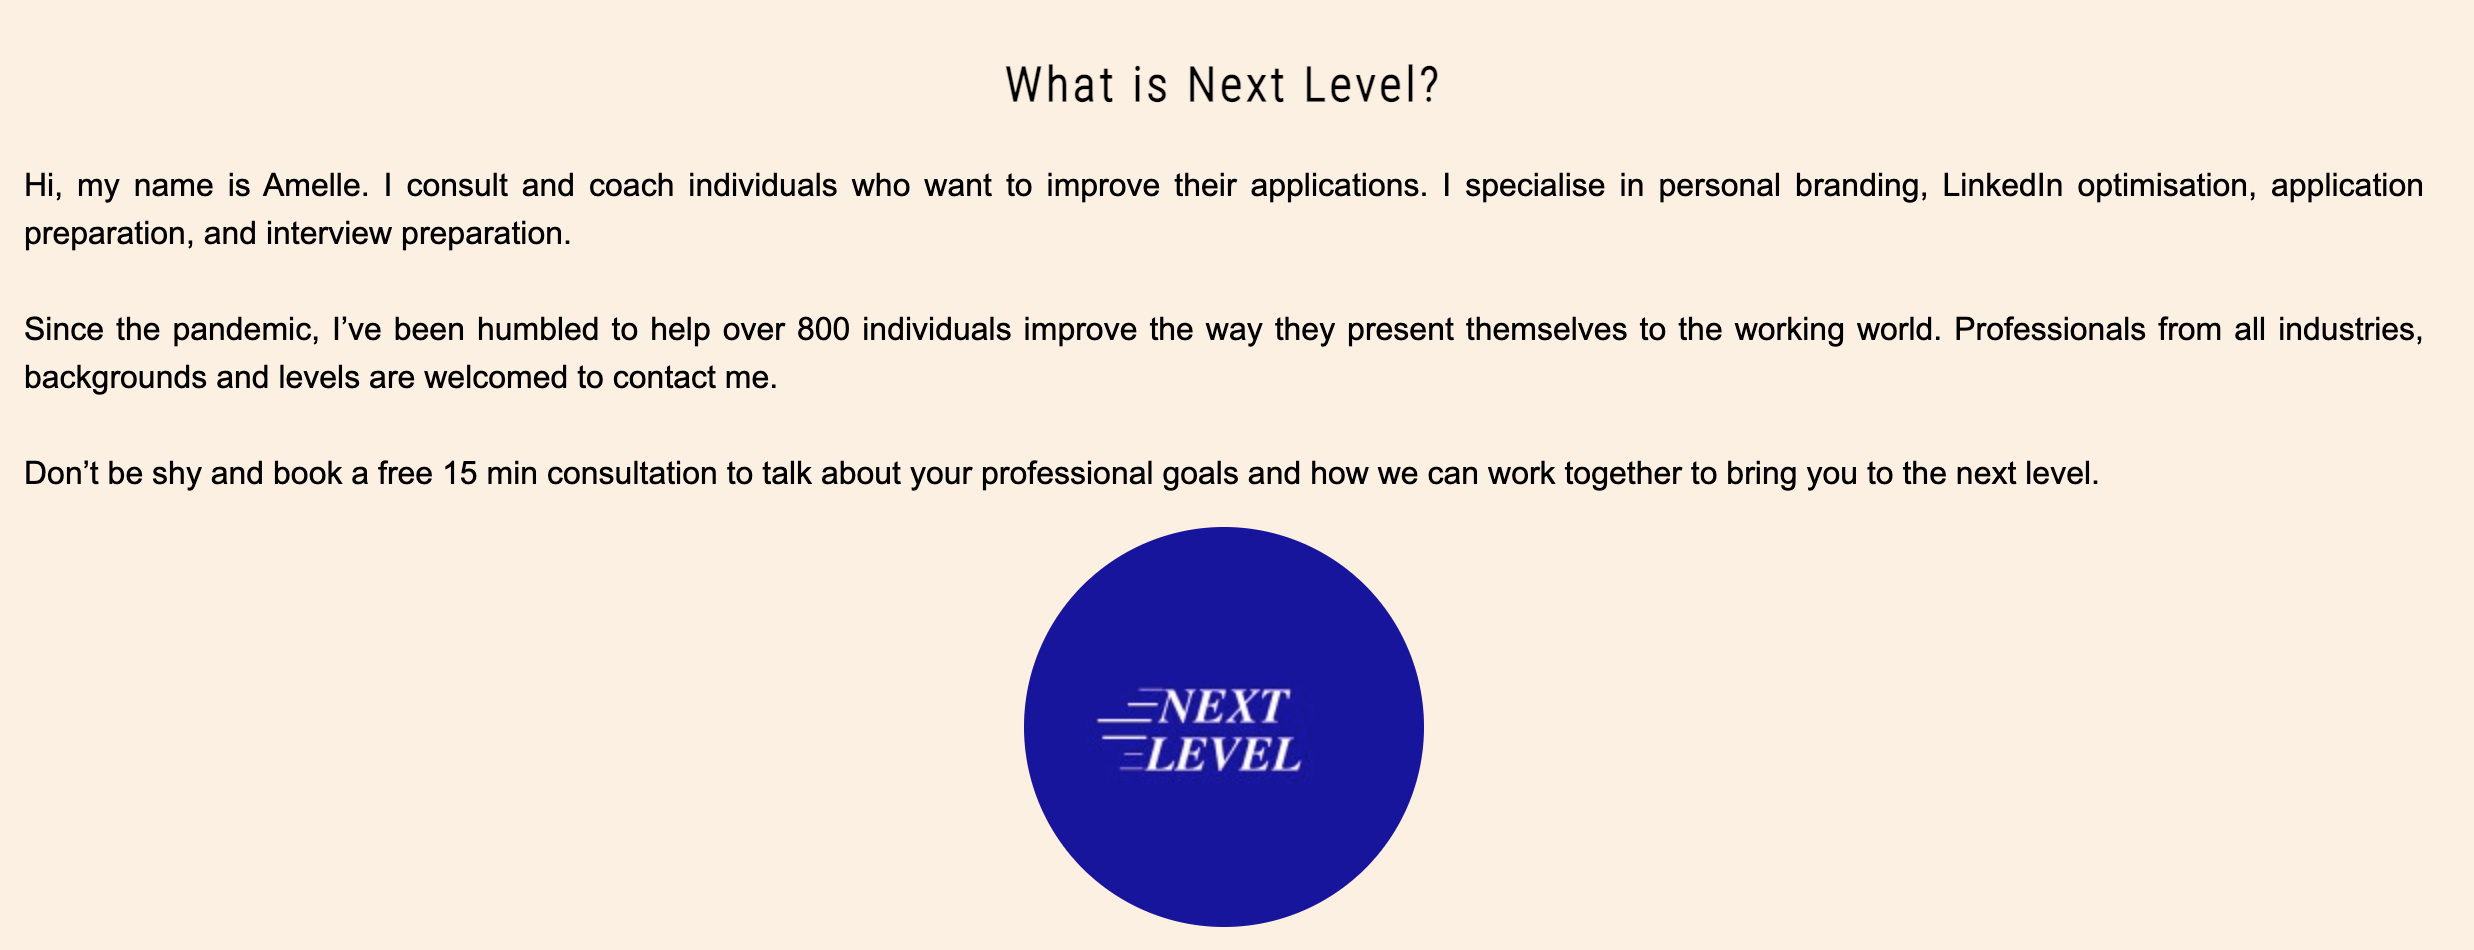 What is Next Level?
Hi, my name is Amelle. I consult and coach individuals who want to improve their applications. I specialise in personal branding, LinkedIn optimisation, application
preparation, and interview preparation.
Since the pandemic, I’ve been humbled to help over 800 individuals improve the way they present themselves to the working world. Professionals from all industries,
backgrounds and levels are welcomed to contact me.
Don’t be shy and book a free 15 min consultation to talk about your professional goals and how we can work together to bring you to the next level.
NEXT
LEVEL